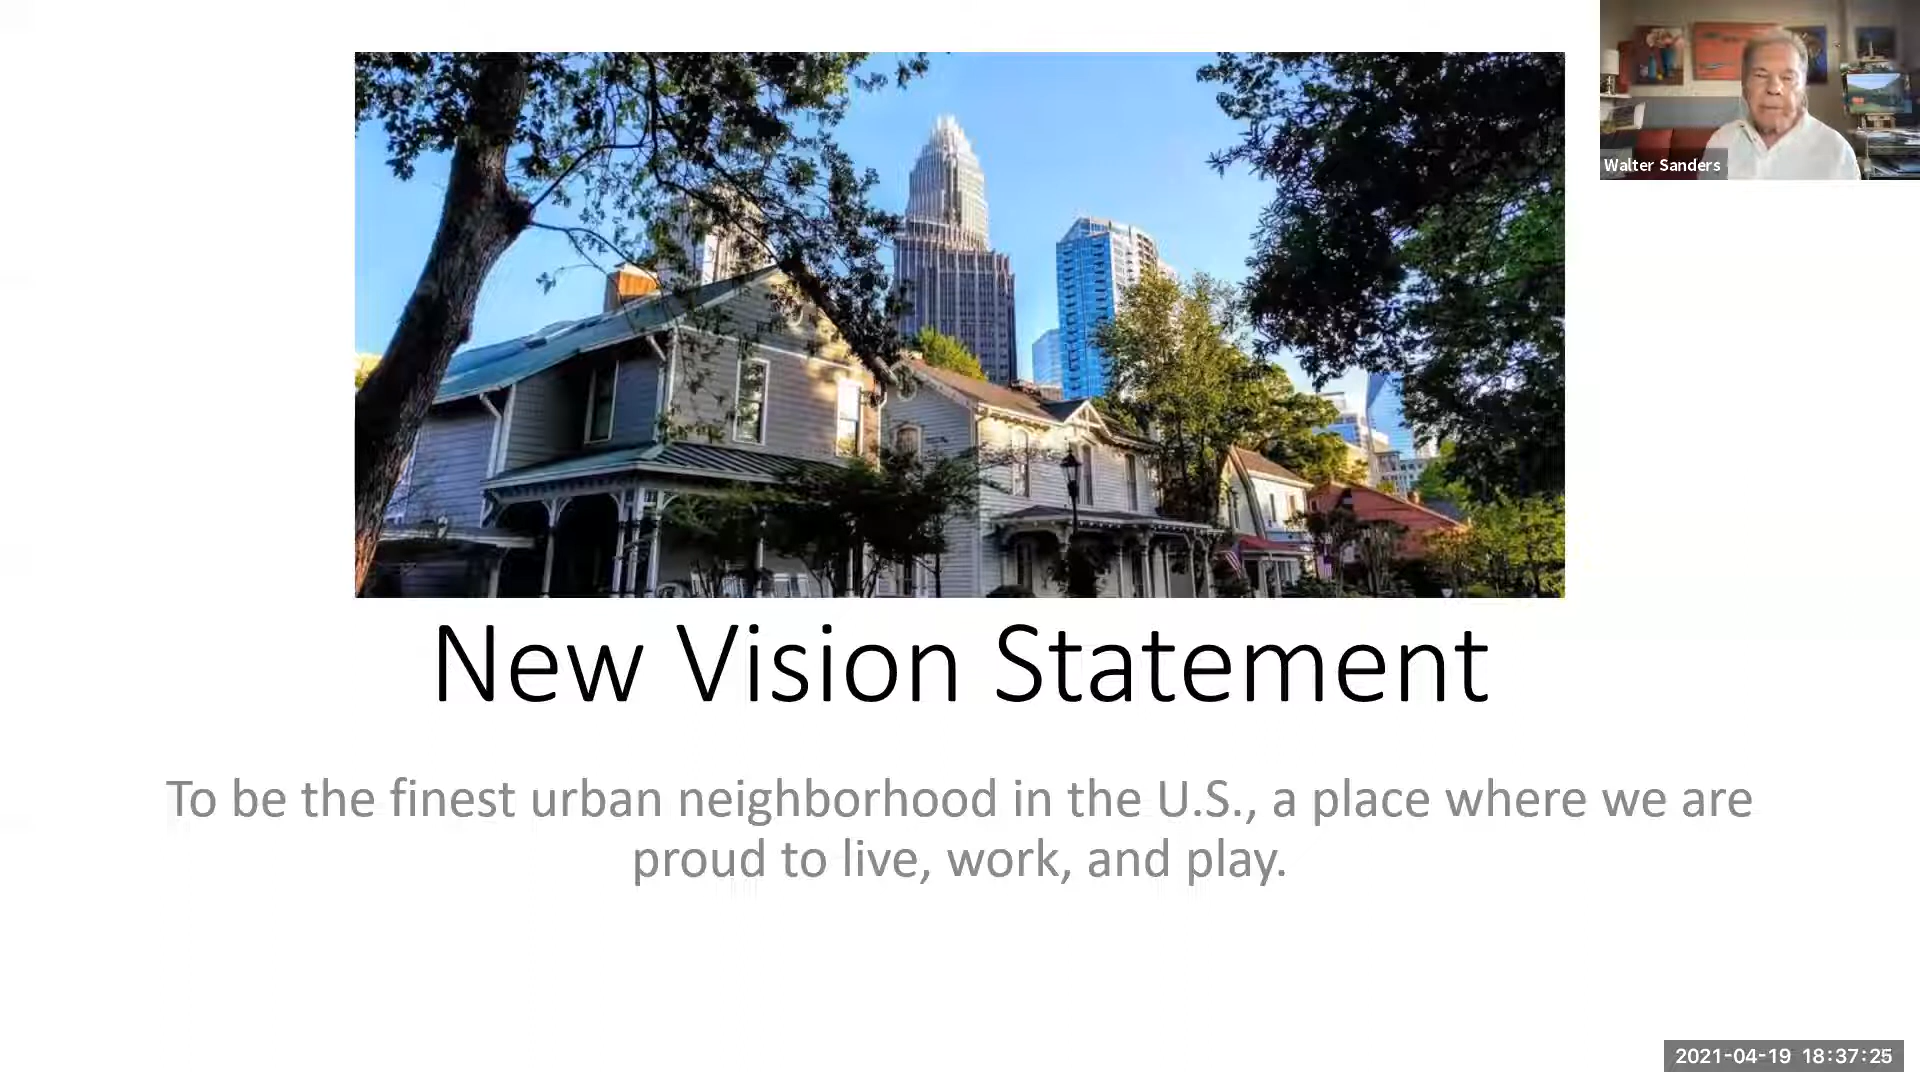 Walter Sanders
New Vision Statement
To be the finest urban neighborhood in the U.S., a place where we are
proud to live, work, and play.
2021-04-19 18:37:25